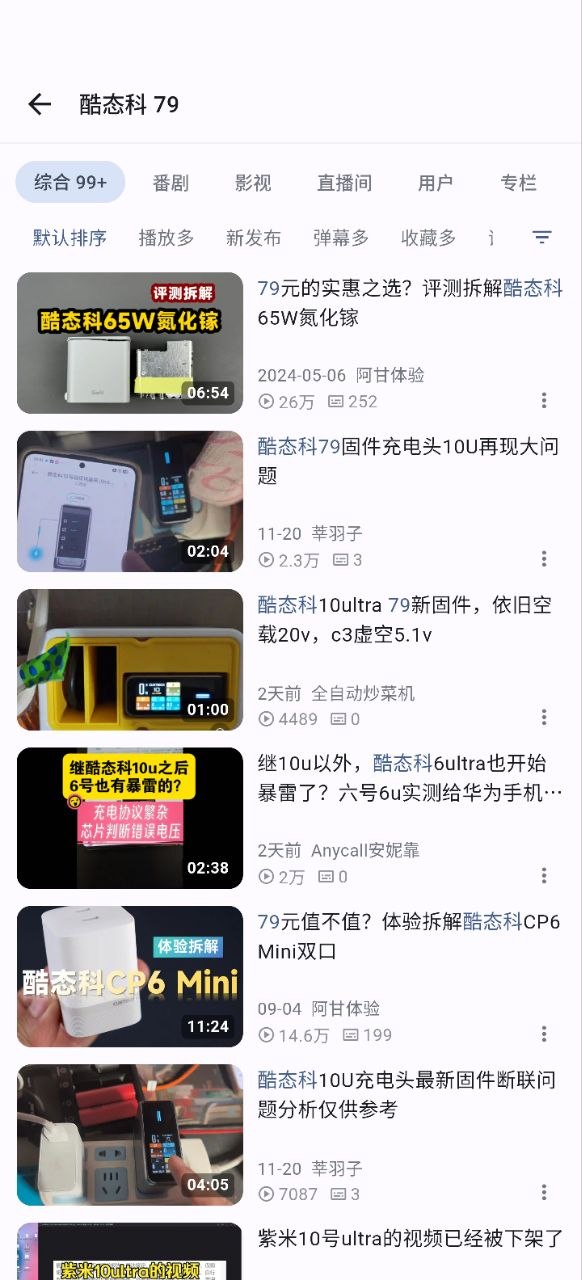 酷态科 79
综合 99+ 番剧 影视 直播间 用户 专栏
默认排序 播放多 新发布 弹幕多 收藏多
评测拆解
酷态科65W氮化镓
06:54
79元的实惠之选？评测拆解酷态科
65W氮化镓
2024-05-06 阿甘体验
26万 252
02:04
酷态科79固件充电头10U再现大问
题
11-20 莘羽子
2.3万 3
01:00
酷态科10ultra 79新固件，依旧空
载20v，c3虚空5.1v
2天前 全自动炒菜机
4489 0
继酷态科10u之后
6号也有暴雷的？
充电协议繁杂
芯片判断错误电压
02:38
继10u以外，酷态科6ultra也开始
暴雷了？六号6u实测给华为手机…
2天前 Anycall安妮靠
2万 0
体验拆解
酷态科CP6 Mini
11:24
79元值不值？体验拆解酷态科CP6
Mini双口
09-04 阿甘体验
14.6万 199
04:05
酷态科10U充电头最新固件断联问
题分析仅供参考
11-20 莘羽子
7087 3
紫米10ultra的视频
紫米10号ultra的视频已经被下架了